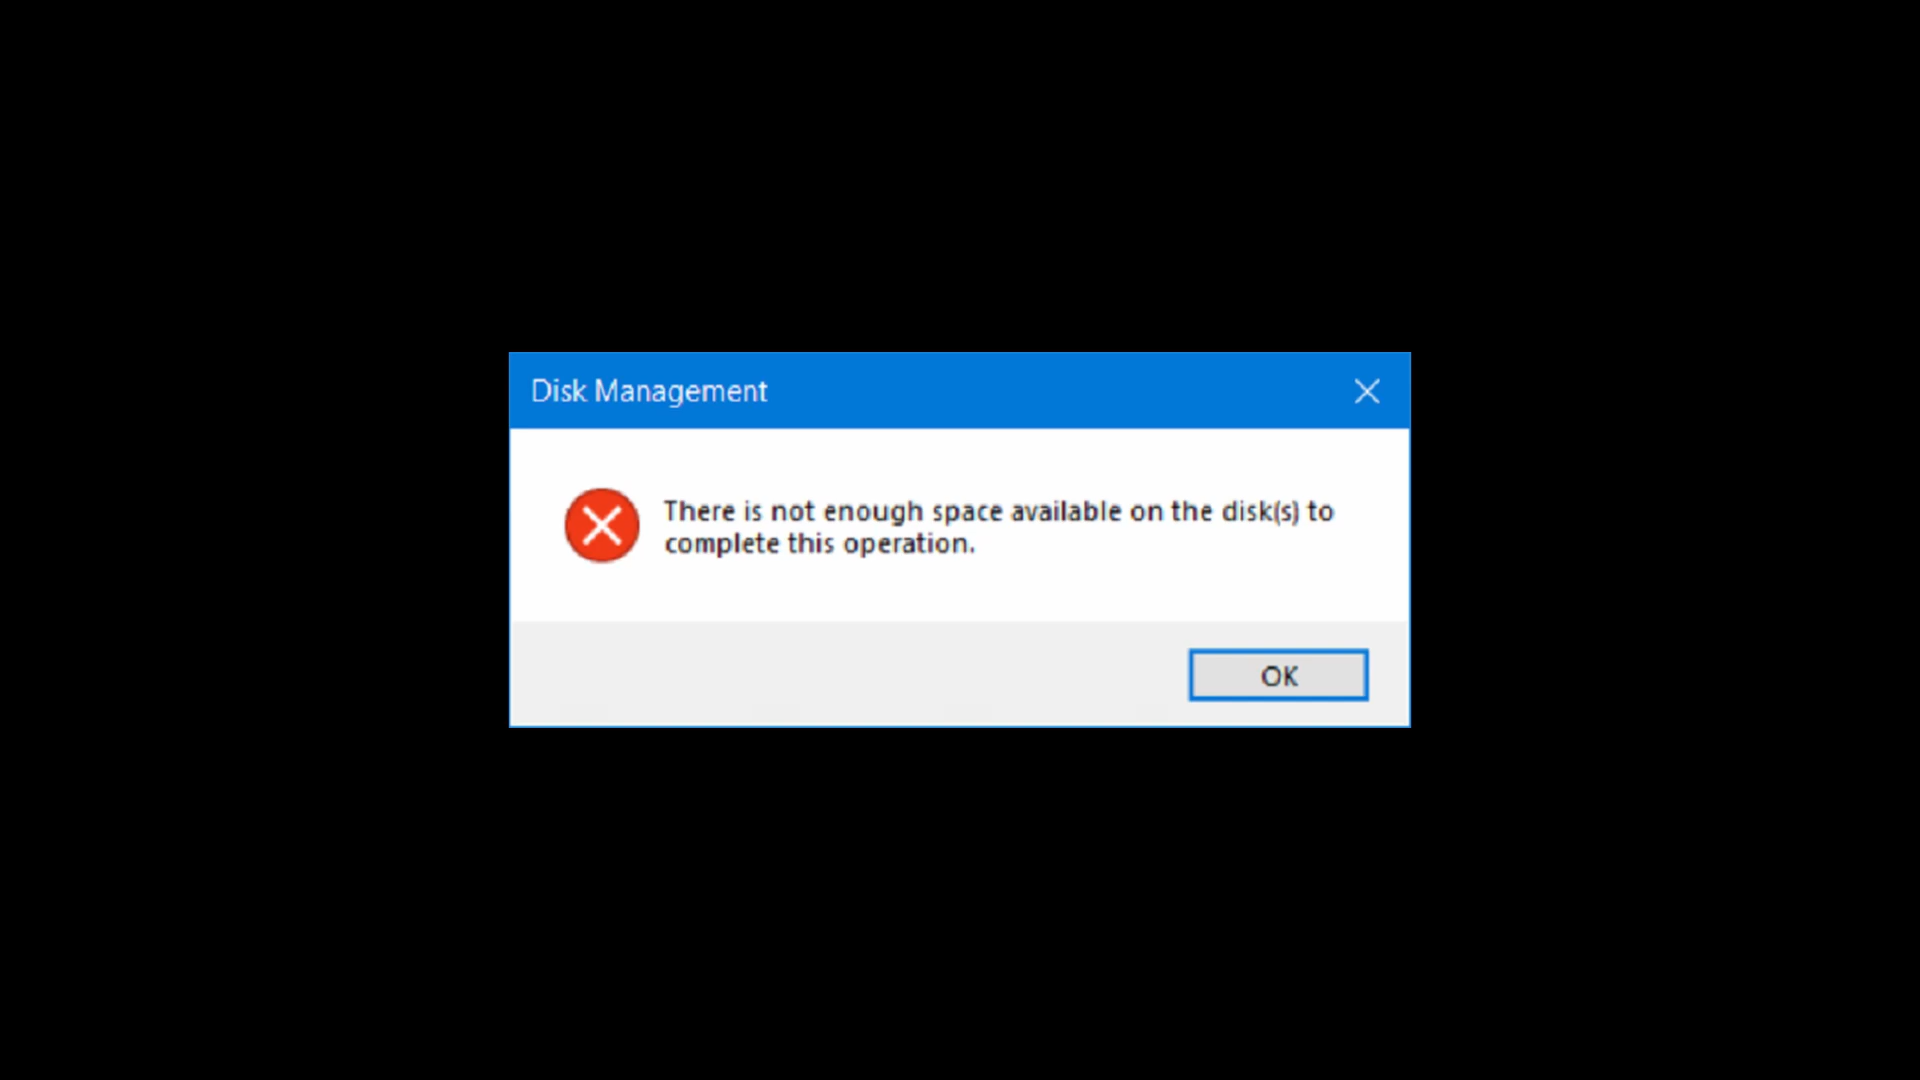 Disk Management
There is not enough space available on the disk(s) to
complete this operation.
OK